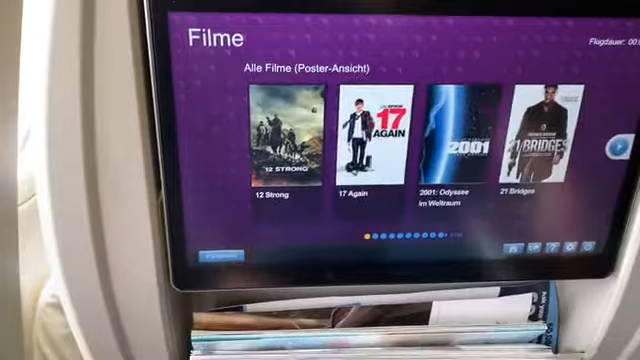 Filme
Flugdauer: 00:
Alle Filme (Poster-Ansicht)
12 STRONG
17
AGAIN
2001
21 BRIDGES
12 Strong
17 Again
2001: Odyssee
im Weltraum
21 Bridges